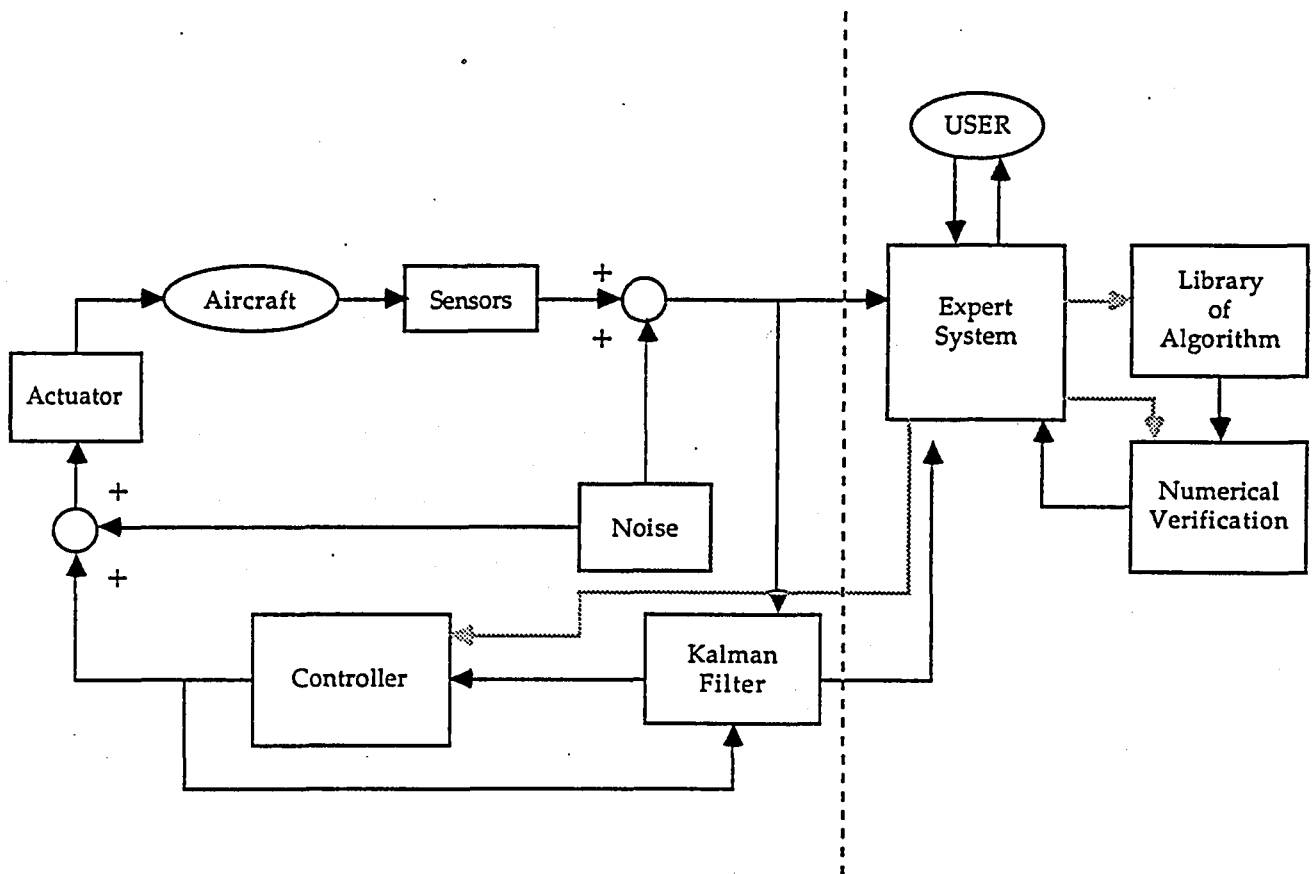 USER
Aircraft
Sensors
+
+
Expert
System
Library
of
Algorithm
Actuator
+
+
Noise
Numerical
Verification
Controller
Kalman
Filter